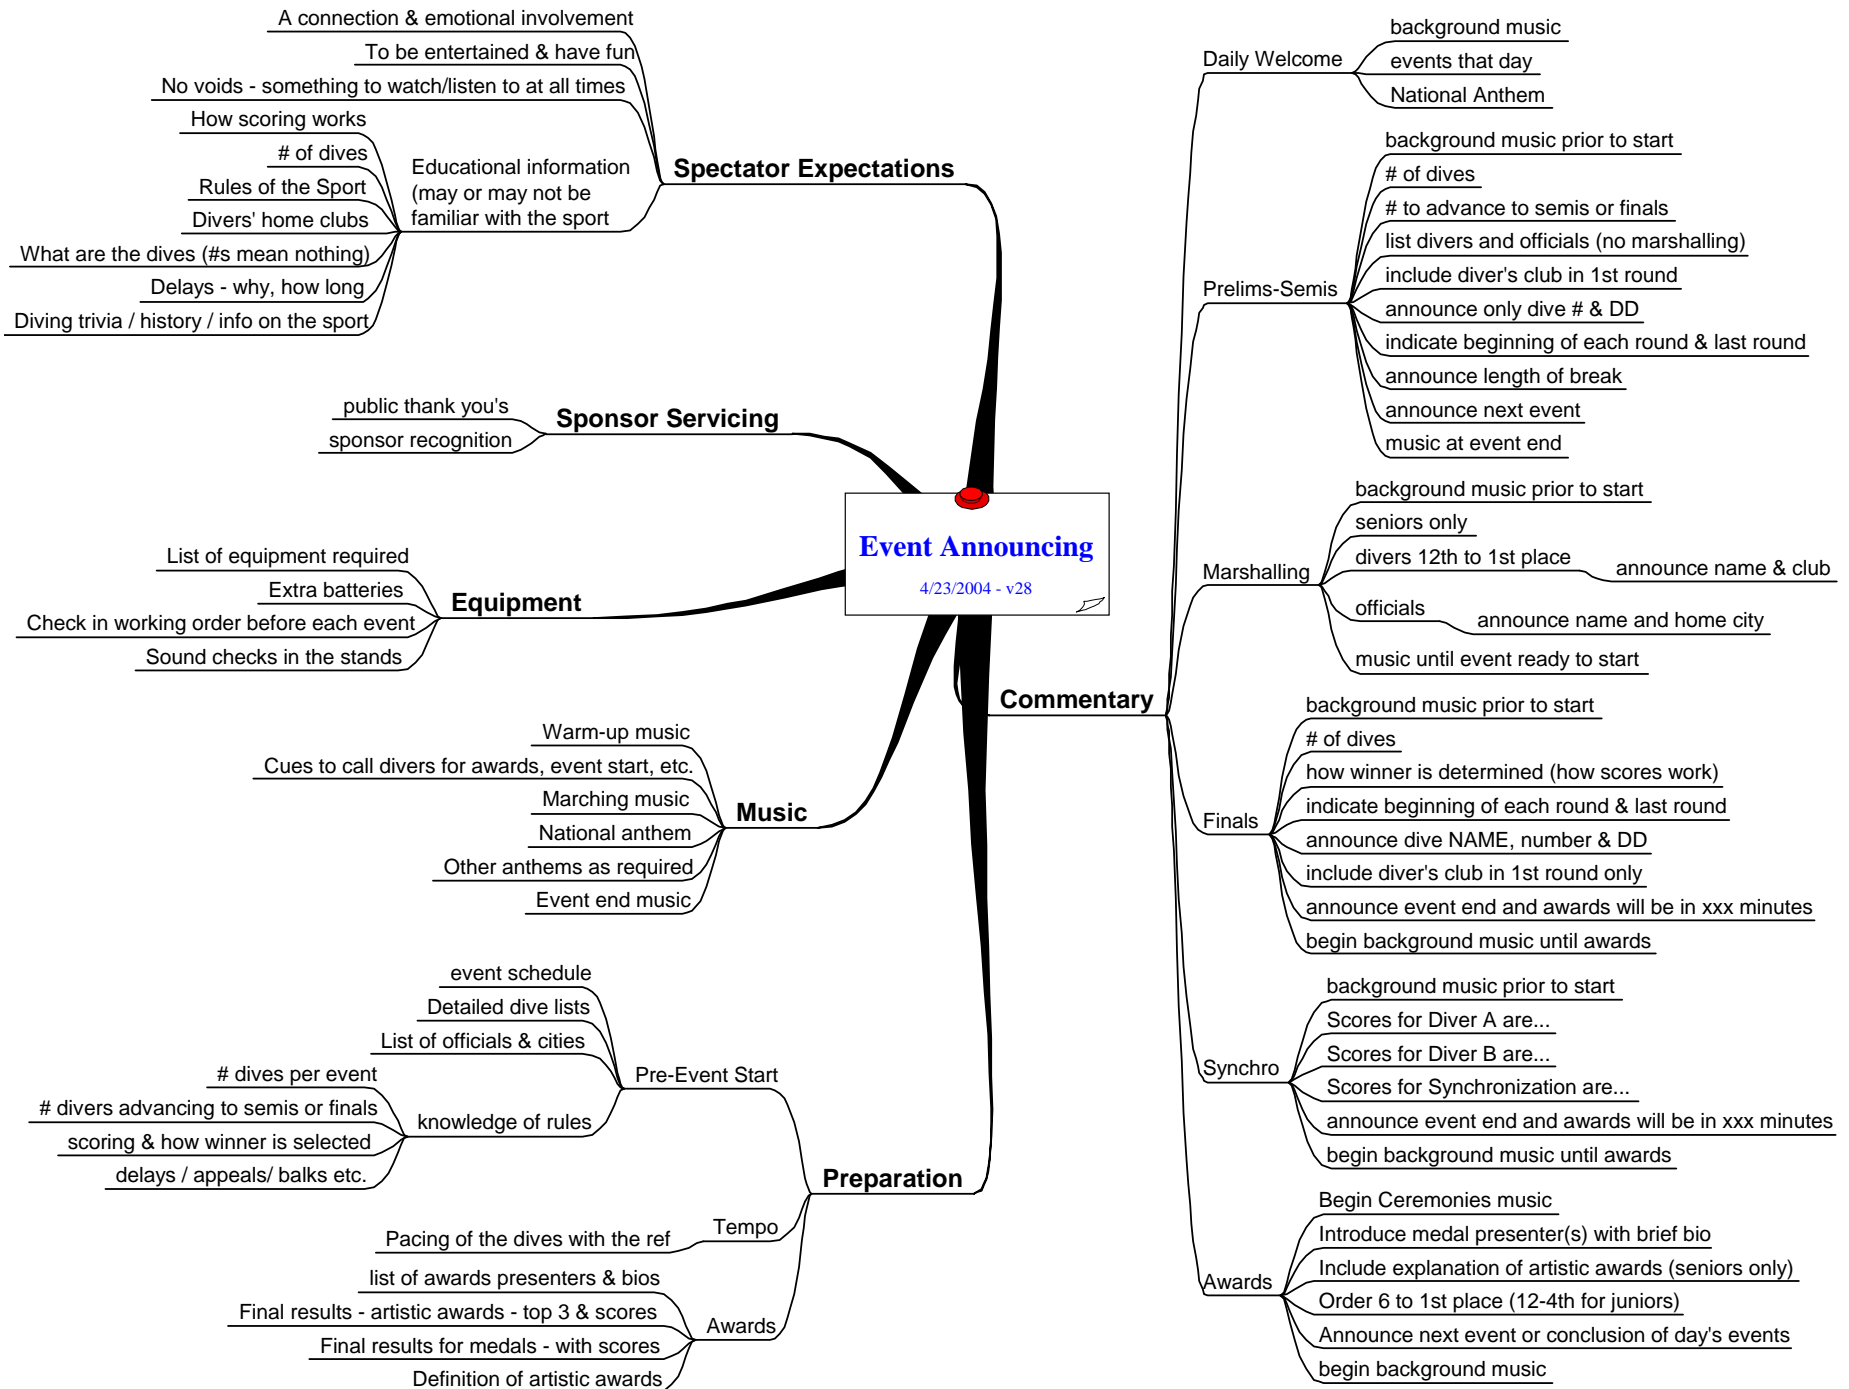 Event Announcing
4/23/2004 - v28
Spectator Expectations
A connection & emotional involvement
To be entertained & have fun
No voids - something to watch/listen to at all times
Educational information
(may or may not be
familiar with the sport
How scoring works
# of dives
Rules of the Sport
Divers' home clubs
What are the dives (#s mean nothing)
Delays - why, how long
Diving trivia / history / info on the sport
Sponsor Servicing
public thank you's
sponsor recognition
Equipment
List of equipment required
Extra batteries
Check in working order before each event
Sound checks in the stands
Music
Warm-up music
Cues to call divers for awards, event start, etc.
Marching music
National anthem
Other anthems as required
Event end music
Preparation
Pre-Event Start
event schedule
Detailed dive lists
List of officials & cities
knowledge of rules
# dives per event
# divers advancing to semis or finals
scoring & how winner is selected
delays / appeals/ balks etc.
Tempo
Pacing of the dives with the ref
Awards
list of awards presenters & bios
Final results - artistic awards - top 3 & scores
Final results for medals - with scores
Definition of artistic awards
Commentary
Daily Welcome
background music
events that day
National Anthem
Prelims-Semis
background music prior to start
# of dives
# to advance to semis or finals
list divers and officials (no marshalling)
include diver's club in 1st round
announce only dive # & DD
indicate beginning of each round & last round
announce length of break
announce next event
music at event end
Marshalling
background music prior to start
seniors only
divers 12th to 1st place
announce name & club
officials
announce name and home city
music until event ready to start
Finals
background music prior to start
# of dives
how winner is determined (how scores work)
indicate beginning of each round & last round
announce dive NAME, number & DD
include diver's club in 1st round only
announce event end and awards will be in xxx minutes
begin background music until awards
Synchro
background music prior to start
Scores for Diver A are...
Scores for Diver B are...
Scores for Synchronization are...
announce event end and awards will be in xxx minutes
begin background music until awards
Awards
Begin Ceremonies music
Introduce medal presenter(s) with brief bio
Include explanation of artistic awards (seniors only)
Order 6 to 1st place (12-4th for juniors)
Announce next event or conclusion of day's events
begin background music